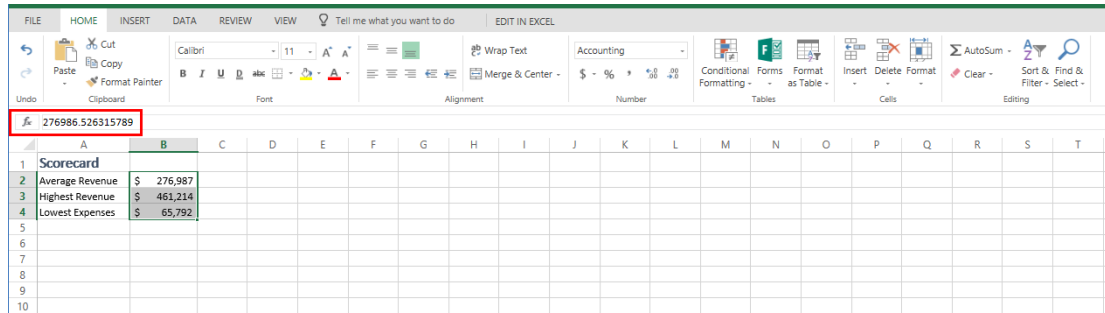 FILE HOME INSERT DATA REVIEW VIEW Tell me what you want to do EDIT IN EXCEL
Cut
Copy
Paste
Format Painter
Calibri 11 A A
B I U D abc A
Wrap Text
Merge & Center
Accounting
$ % , .00 .00
Conditional Formatting
Forms
Format as Table
Insert Delete Format
AutoSum
Clear
Sort & Filter
Find & Select
Undo Clipboard Font Alignment Number Tables Cells Editing
fx 276986.526315789
A B C D E F G H I J K L M N O P Q R S T
1 Scorecard
2 Average Revenue $ 276,987
3 Highest Revenue $ 461,214
4 Lowest Expenses $ 65,792
5
6
7
8
9
10